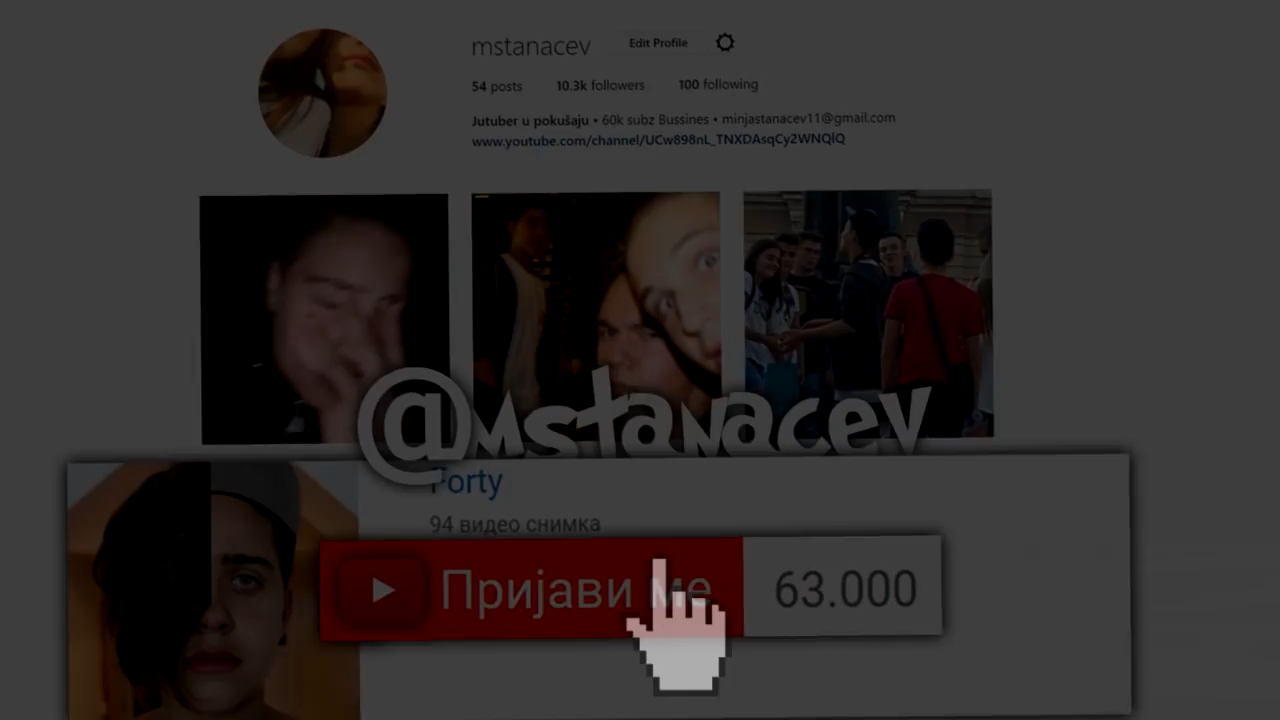 mstanacev Edit Profile
54 posts 10.3k followers 100 following
Jutuber u pokušaju • 60k subz Bussines • minjastanacev11@gmail.com
www.youtube.com/channel/UCw898nL_TNXDAsqCy2WNQlQ
@mstanacev
Forty
94 видео снимка
Пријави ме 63.000